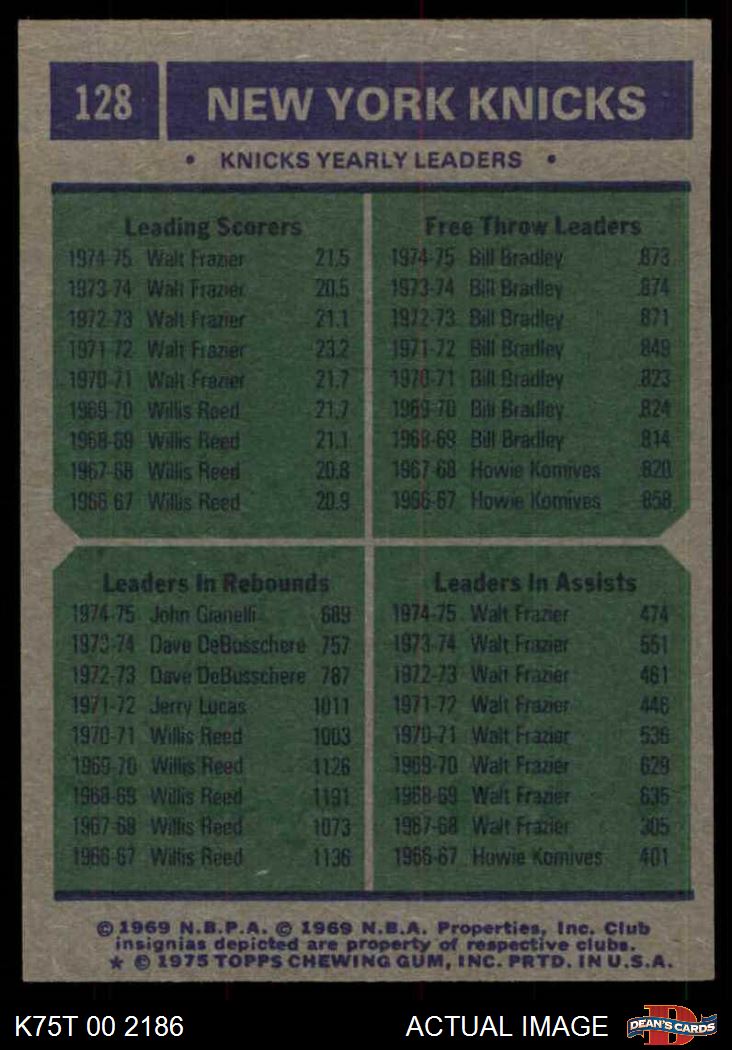 128 NEW YORK KNICKS
• KNICKS YEARLY LEADERS •
Leading Scorers
1974-75 Walt Frazier 21.5
1973-74 Walt Frazier 20.5
1972-73 Walt Frazier 21.1
1971-72 Walt Frazier 23.2
1970-71 Walt Frazier 21.7
1969-70 Willis Reed 21.7
1968-69 Willis Reed 21.1
1967-68 Willis Reed 20.8
1966-67 Willis Reed 20.9
Free Throw Leaders
1974-75 Bill Bradley .873
1973-74 Bill Bradley .874
1972-73 Bill Bradley .871
1971-72 Bill Bradley .849
1970-71 Bill Bradley .823
1969-70 Bill Bradley .824
1968-69 Bill Bradley .814
1967-68 Howie Komives .820
1966-67 Howie Komives .858
Leaders In Rebounds
1974-75 John Gianelli 689
1973-74 Dave DeBusschere 757
1972-73 Dave DeBusschere 787
1971-72 Jerry Lucas 1011
1970-71 Willis Reed 1003
1969-70 Willis Reed 1126
1968-69 Willis Reed 1191
1967-68 Willis Reed 1073
1966-67 Willis Reed 1136
Leaders In Assists
1974-75 Walt Frazier 474
1973-74 Walt Frazier 551
1972-73 Walt Frazier 461
1971-72 Walt Frazier 446
1970-71 Walt Frazier 536
1969-70 Walt Frazier 629
1968-69 Walt Frazier 635
1967-68 Walt Frazier 305
1966-67 Howie Komives 401
© 1969 N.B.P.A. © 1969 N.B.A. Properties, Inc. Club
insignias depicted are property of respective clubs.
★ © 1975 TOPPS CHEWING GUM, INC. PRTD. IN U.S.A.
K75T 00 2186 ACTUAL IMAGE DEAN'S CARDS